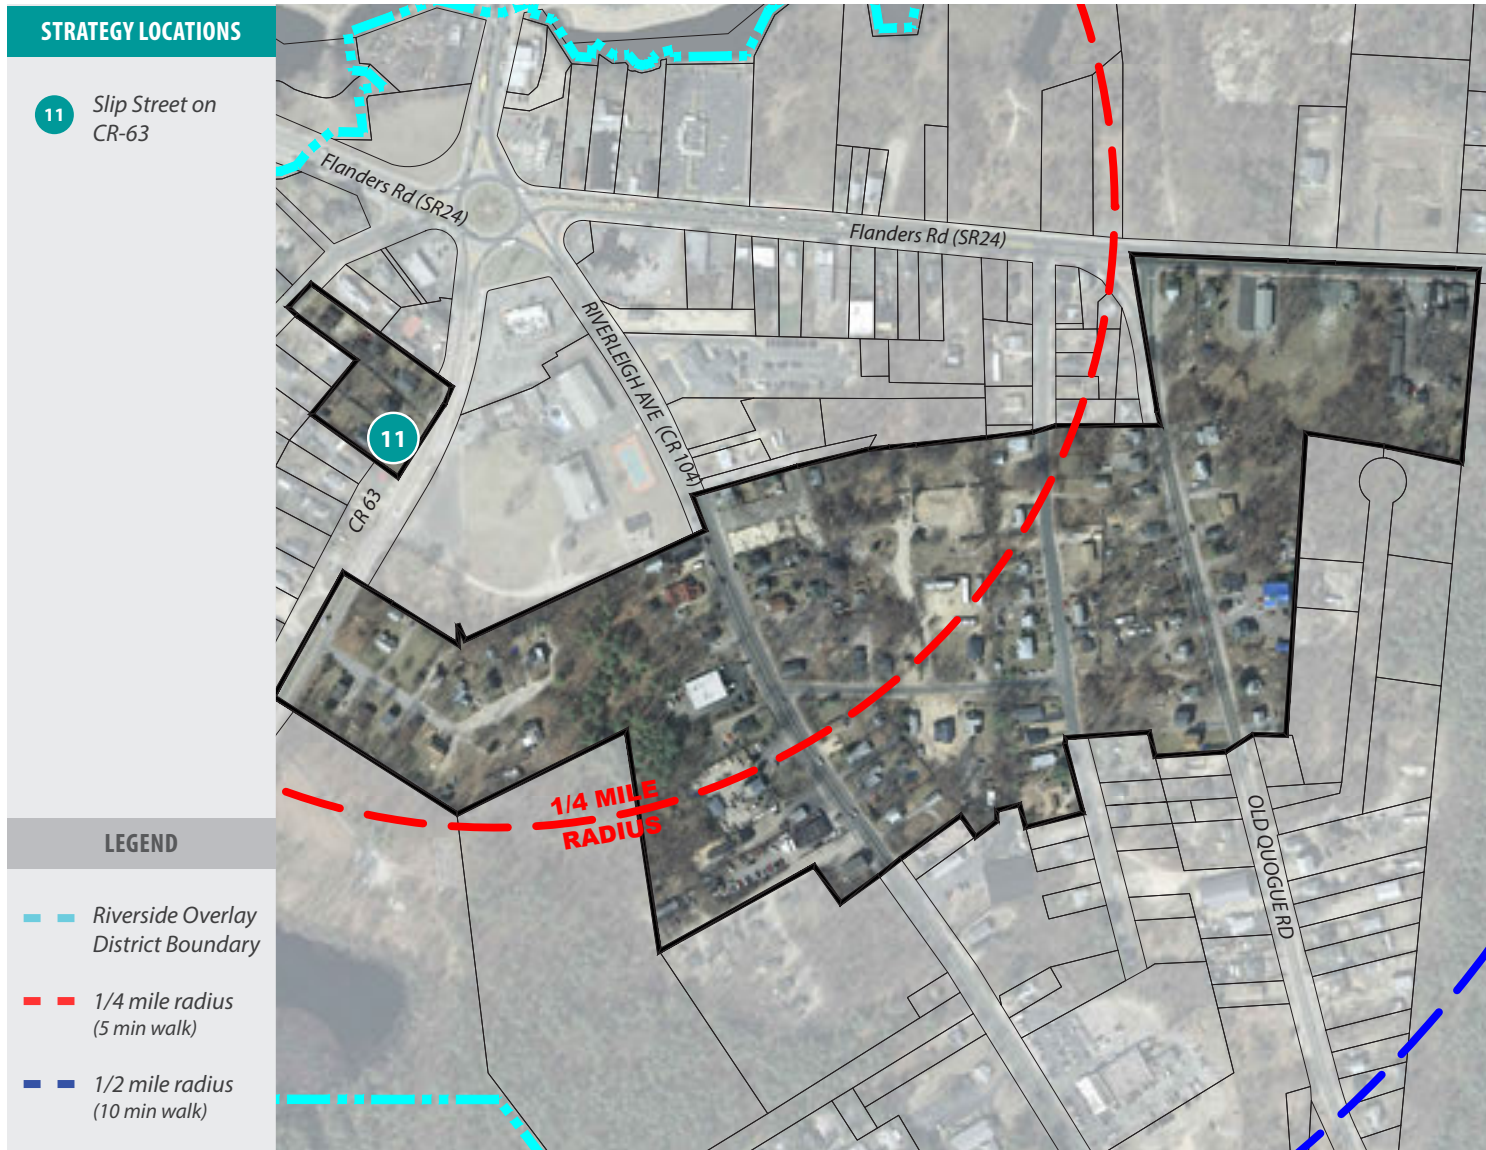 STRATEGY LOCATIONS
11
Slip Street on
CR-63
Flanders Rd (SR24)
Flanders Rd (SR24)
RIVERLEIGH AVE (CR 104)
11
CR 63
1/4 MILE
RADIUS
OLD QUOGUE RD
LEGEND
Riverside Overlay
District Boundary
1/4 mile radius
(5 min walk)
1/2 mile radius
(10 min walk)